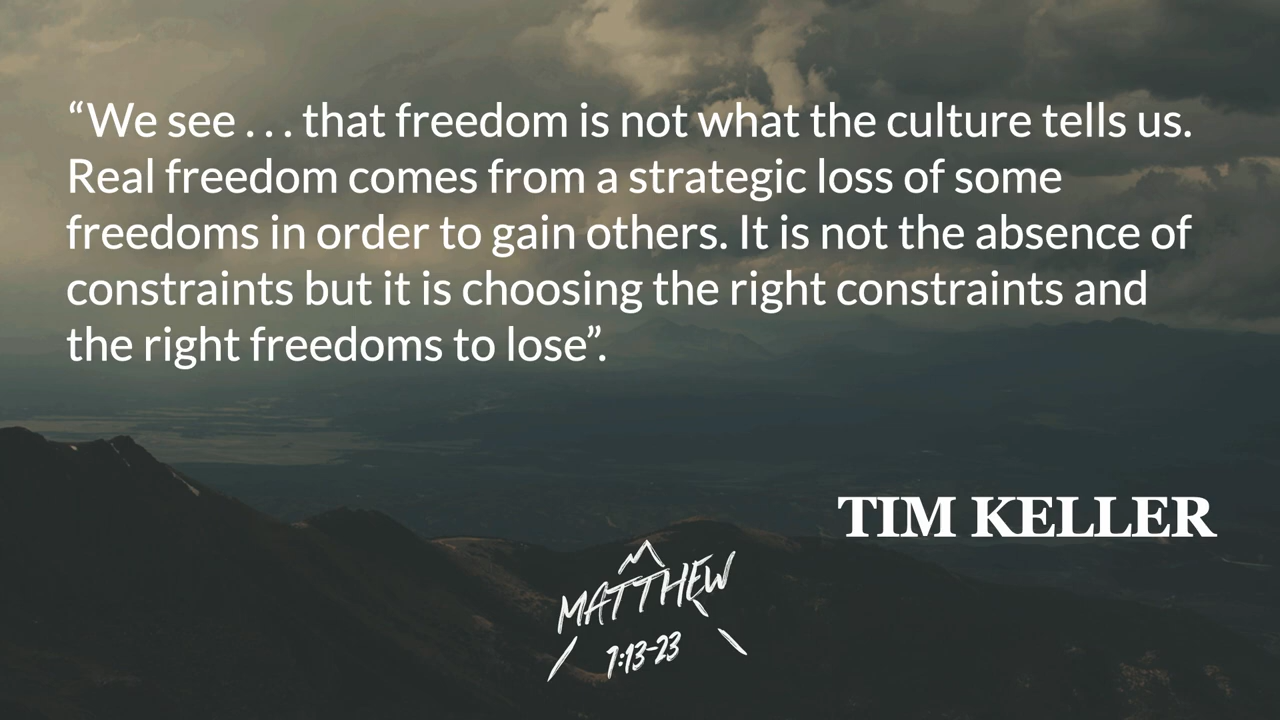 “We see . . . that freedom is not what the culture tells us.
Real freedom comes from a strategic loss of some
freedoms in order to gain others. It is not the absence of
constraints but it is choosing the right constraints and
the right freedoms to lose”.
TIM KELLER
MATTHEW
7:13-23